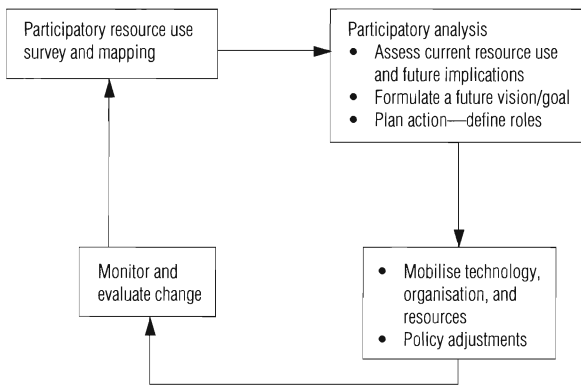 Participatory resource use
survey and mapping
Participatory analysis
• Assess current resource use
and future implications
• Formulate a future vision/goal
• Plan action—define roles
Monitor and
evaluate change
• Mobilise technology,
organisation, and
resources
• Policy adjustments